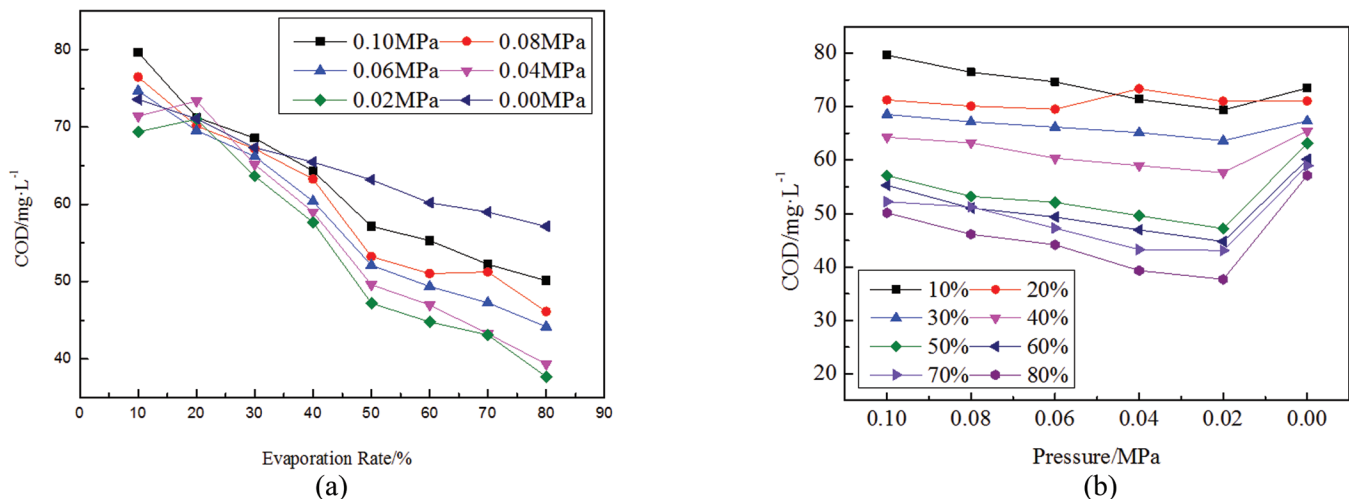 COD/mg·L⁻¹
80
70
60
50
40
0.10MPa 0.08MPa
0.06MPa 0.04MPa
0.02MPa 0.00MPa
0 10 20 30 40 50 60 70 80 90
Evaporation Rate/%
(a)
COD/mg·L⁻¹
90
80
70
60
50
40
30
20
10% 20%
30% 40%
50% 60%
70% 80%
0.10 0.08 0.06 0.04 0.02 0.00
Pressure/MPa
(b)